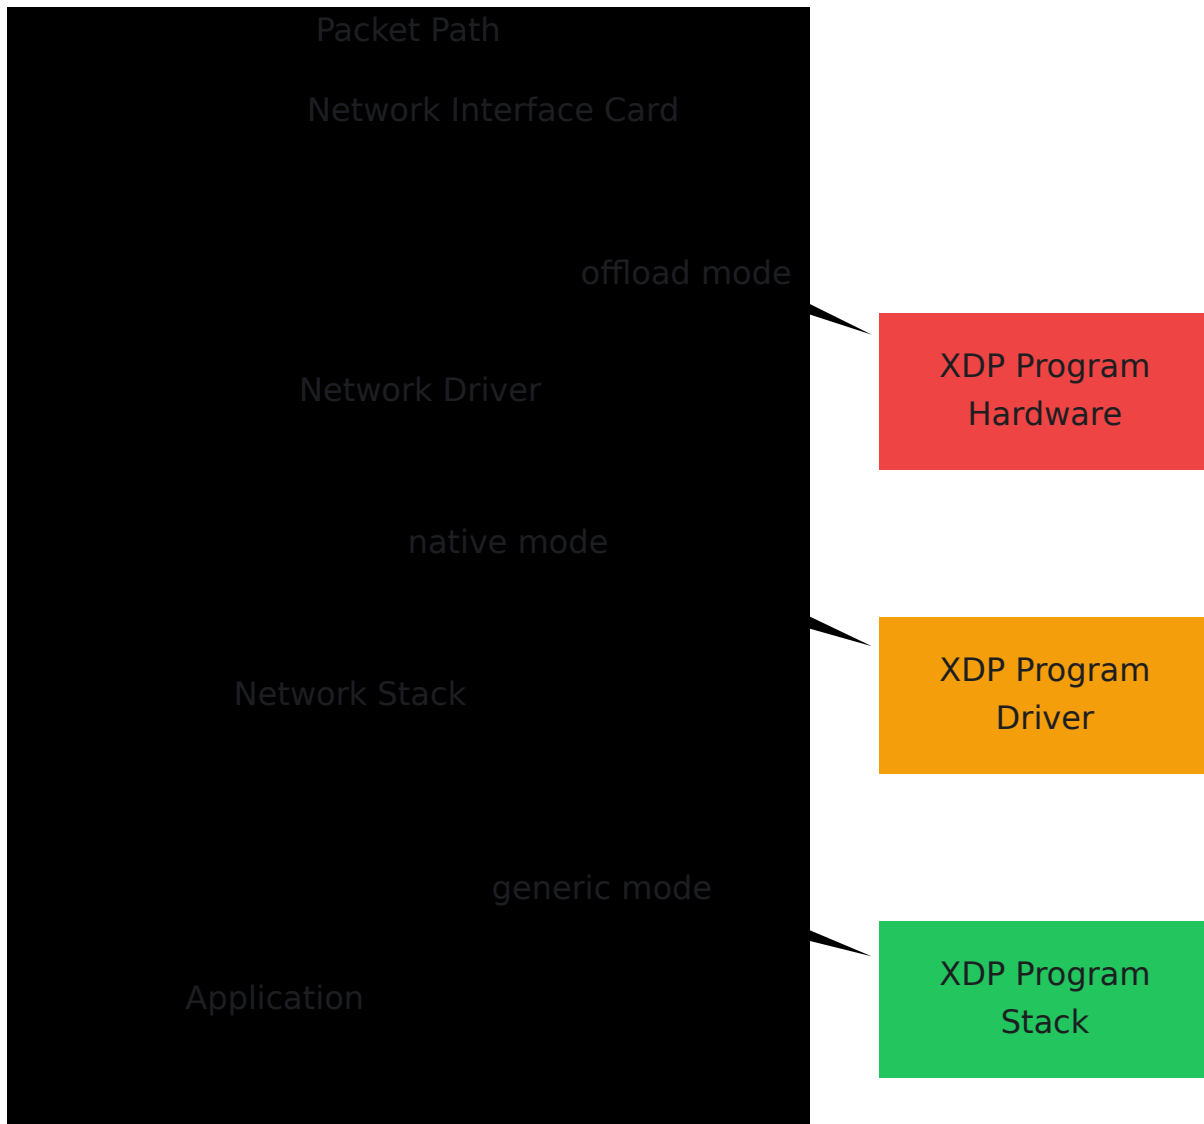 Packet Path
Network Interface Card
offload mode
XDP Program
Hardware
Network Driver
native mode
XDP Program
Driver
Network Stack
generic mode
XDP Program
Stack
Application